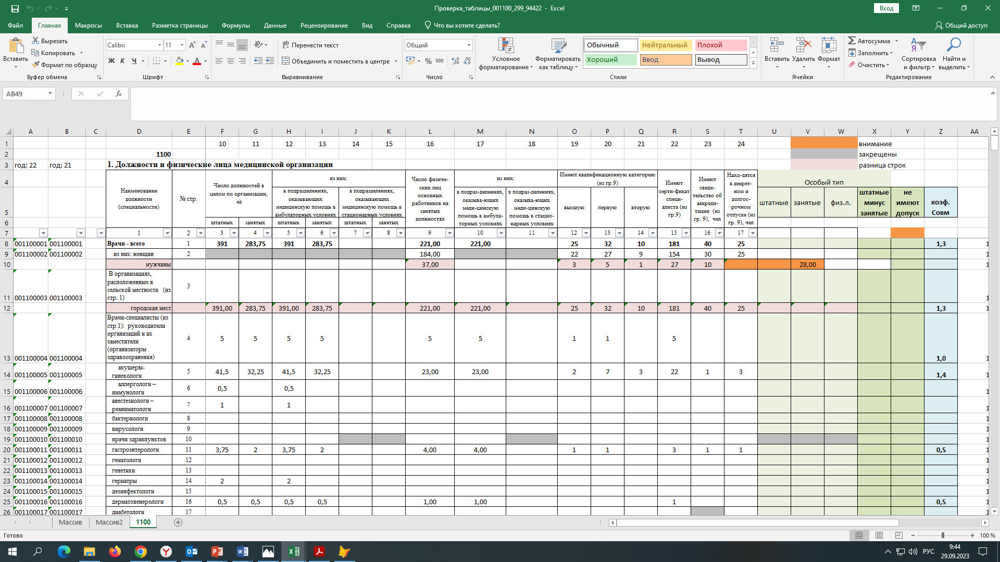 Проверка_таблицы_001100_299_94422 - Excel
Вход
Файл Главная Макросы Вставка Разметка страницы Формулы Данные Рецензирование Вид Справка Что вы хотите сделать? Общий доступ
Вставить
Вырезать
Копировать
Формат по образцу
Буфер обмена
Calibri 11
Ж К Ч А
Шрифт
Перенести текст
Объединить и поместить в центре
Выравнивание
Общий
% 000
Число
Условное форматирование
Форматировать как таблицу
Обычный Нейтральный Плохой
Хороший Ввод Вывод
Стили
Вставить Удалить Формат
Ячейки
Автосумма
Заполнить
Очистить
Сортировка и фильтр
Найти и выделить
Редактирование
AB49 fx
A B C D E F G H I J K L M N O P Q R S T U V W X Y Z AA
1 10 11 12 13 14 15 16 17 18 19 20 21 22 23 24 внимание
2 1100 закрещены
3 год: 22 год: 21 1. Должности и физические лица медицинской организации разница строк
4 Наименование должности (специальности)
№ стр.
Число должностей в целом по организации, ед
из них:
Число физиче-ских лиц основных работников на занятых должностях
из них:
Имеют квалификационную категорию (из гр.9)
Имеют серти-фикат специ-алиста (из гр.9)
Имеют свиде-тельство об аккреди-тации (из гр. 9), чел
Нахо-дятся в декрет-ном и долгос-рочном отпуске (из гр. 9), чел
Особый тип
5 в подразделениях, оказывающих медицинскую помощь в амбулаторных условиях
в подразделениях, оказывающих медицинскую помощь в стационарных условиях
в подраз-делениях, оказыва-ющих меди-цинскую помощь в амбула-торных условиях
в подраз-делениях, оказыва-ющих меди-цинскую помощь в стацио-нарных условиях
высшую первую вторую
штатные занятые физ.л.
штатные минус занятые
не имеют допуск
коэф. Совм
6 штатных занятых штатных занятых штатных занятых
7 1 2 3 4 5 6 7 8 9 10 11 12 13 14 15 16 17
8 001100001 001100001 Врачи - всего 1 391 283,75 391 283,75 221,00 221,00 25 32 10 181 40 25 1,3 1
9 001100002 001100002 из них: женщин 2 184,00 22 27 9 154 30 25 1
10 мужчины 37,00 3 5 1 27 10 28,00 1
11 001100003 001100003 В организациях, расположенных в сельской местности (из стр. 1) 3 1
12 городская мест 391,00 283,75 391,00 283,75 221,00 221,00 25 32 10 181 40 25 1,3 1
13 001100004 001100004 Врачи-специалисты (из стр.1): руководители организаций и их заместители (организаторы здравоохранения) 4 5 5 5 5 5 5 1 1 5 1,0 1
14 001100005 001100005 акушеры-гинекологи 5 41,5 32,25 41,5 32,25 23,00 23,00 2 7 3 22 1 3 1,4 1
15 001100006 001100006 аллергологи – иммунологи 6 0,5 0,5 1
16 001100007 001100007 анестезиологи – реаниматологи 7 1 1 1
17 001100008 001100008 бактериологи 8 1
18 001100009 001100009 вирусологи 9 1
19 001100010 001100010 врачи здравпунктов 10 1
20 001100011 001100011 гастроэнтерологи 11 3,75 2 3,75 2 4,00 4,00 1 1 3 1 1 0,5 1
21 001100012 001100012 гематологи 12 1
22 001100013 001100013 генетики 13 1
23 001100014 001100014 гериатры 14 2 2 1
24 001100015 001100015 дезинфектологи 15 1
25 001100016 001100016 дерматовенерологи 16 0,5 0,5 0,5 0,5 1,00 1,00 1 0,5 1
26 001100017 001100017 диабетологи 17 1
Массив Массив2 1100
Готово 100 %
РУС 9:44
29.09.2023